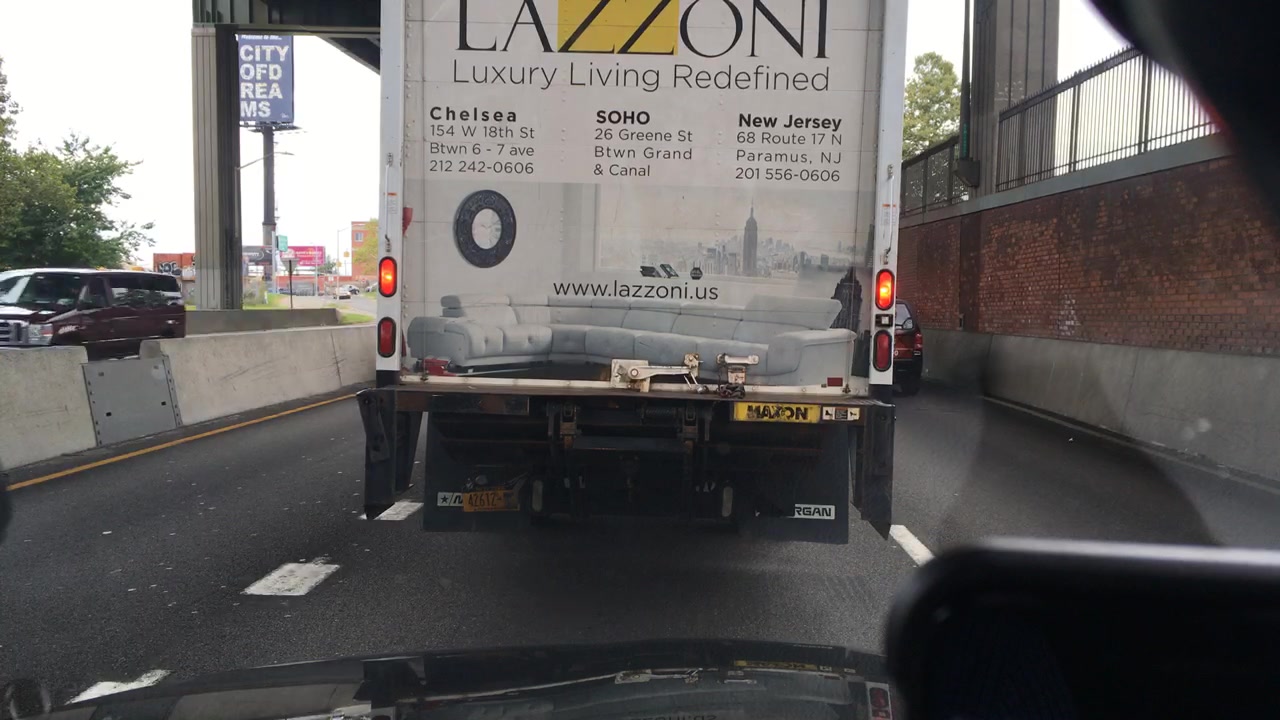 CITY
OFD
REA
MS
LAZZONI
Luxury Living Redefined
Chelsea
154 W 18th St
Btwn 6 - 7 ave
212 242-0606
SOHO
26 Greene St
Btwn Grand
& Canal
New Jersey
68 Route 17 N
Paramus, NJ
201 556-0606
www.lazzoni.us
MAXON